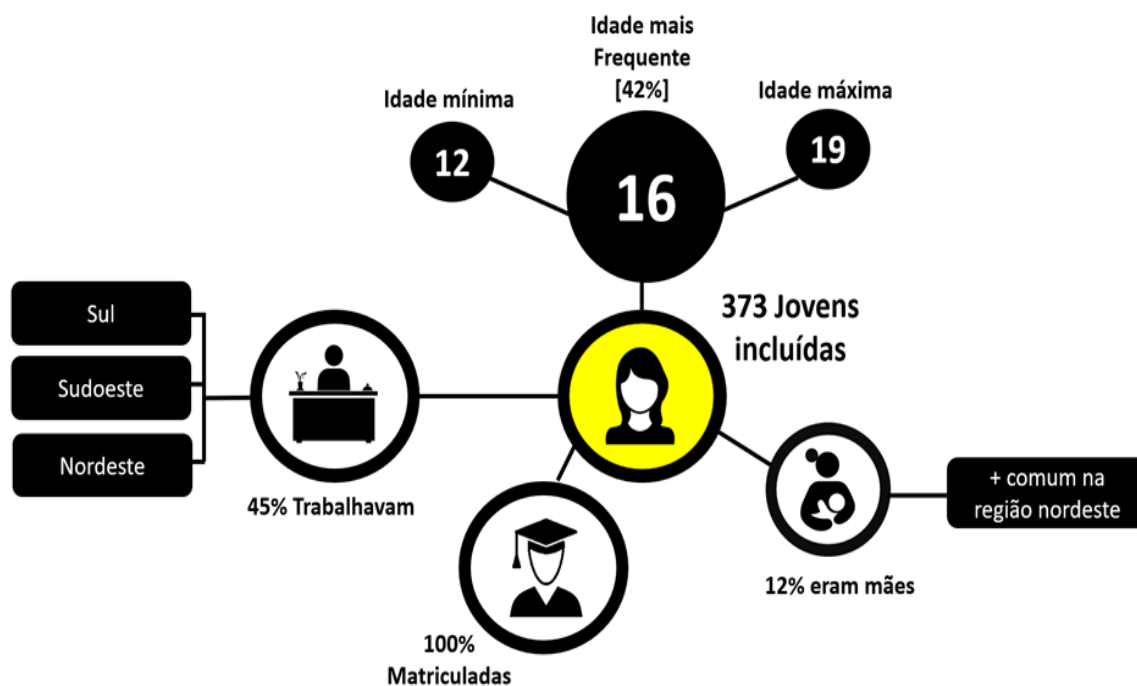 Idade mais
Frequente
[42%]
Idade mínima
Idade máxima
12
16
19
373 Jovens
incluídas
Sul
Sudoeste
Nordeste
45% Trabalhavam
+ comum na
região nordeste
12% eram mães
100%
Matriculadas